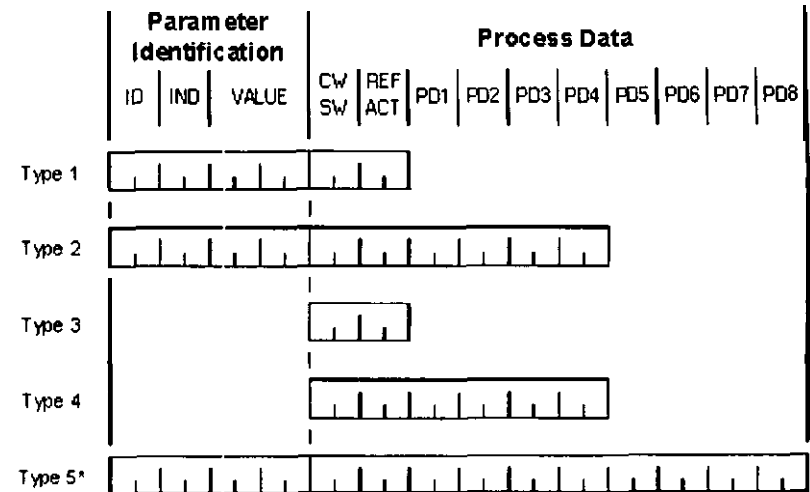 Parameter
Identification
Process Data
ID IND VALUE CW SW REF ACT PD1 PD2 PD3 PD4 PD5 PD6 PD7 PD8
Type 1
Type 2
Type 3
Type 4
Type 5*